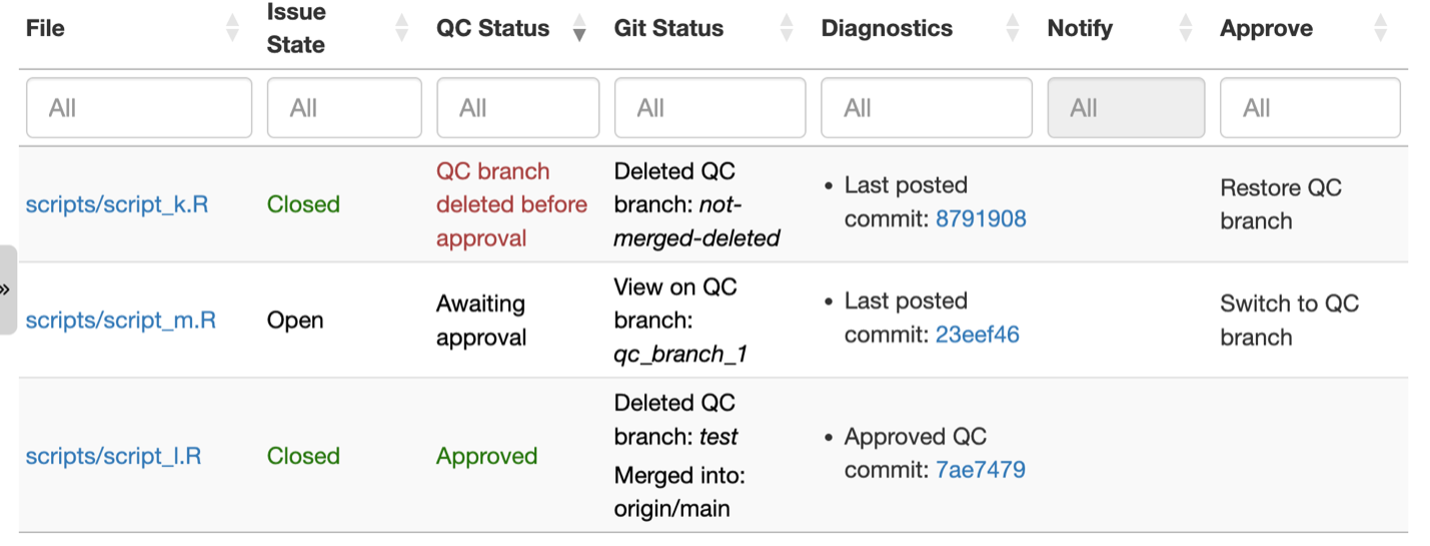 File Issue State QC Status Git Status Diagnostics Notify Approve
All All All All All All All
scripts/script_k.R
Closed
QC branch
deleted before
approval
Deleted QC
branch: not-
merged-deleted
• Last posted
commit: 8791908
Restore QC
branch
»
scripts/script_m.R
Open
Awaiting
approval
View on QC
branch:
qc_branch_1
• Last posted
commit: 23eef46
Switch to QC
branch
scripts/script_l.R
Closed
Approved
Deleted QC
branch: test
Merged into:
origin/main
• Approved QC
commit: 7ae7479